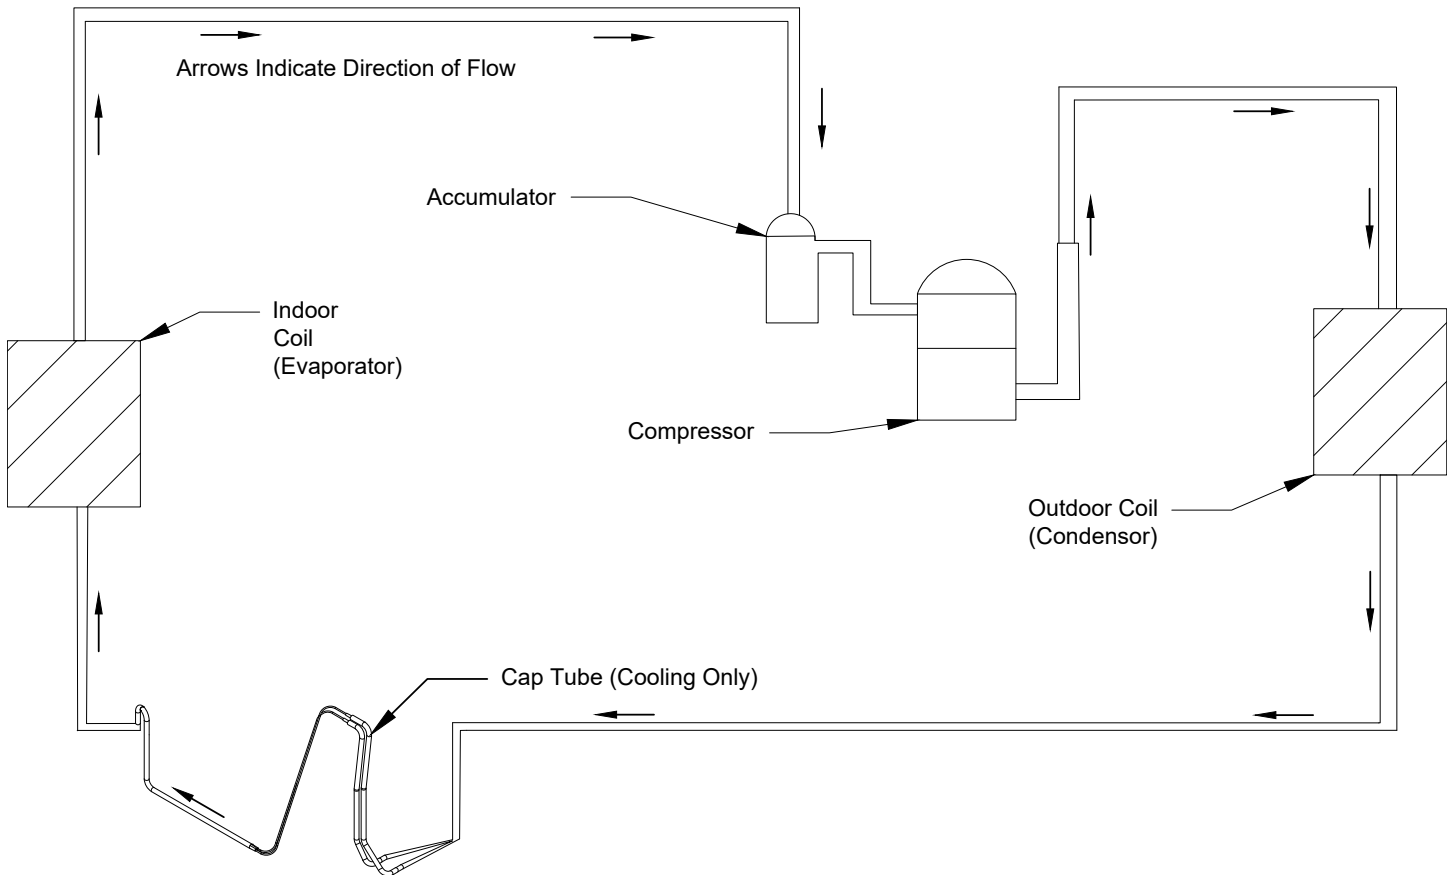 Arrows Indicate Direction of Flow
Accumulator
Indoor
Coil
(Evaporator)
Compressor
Outdoor Coil
(Condensor)
Cap Tube (Cooling Only)